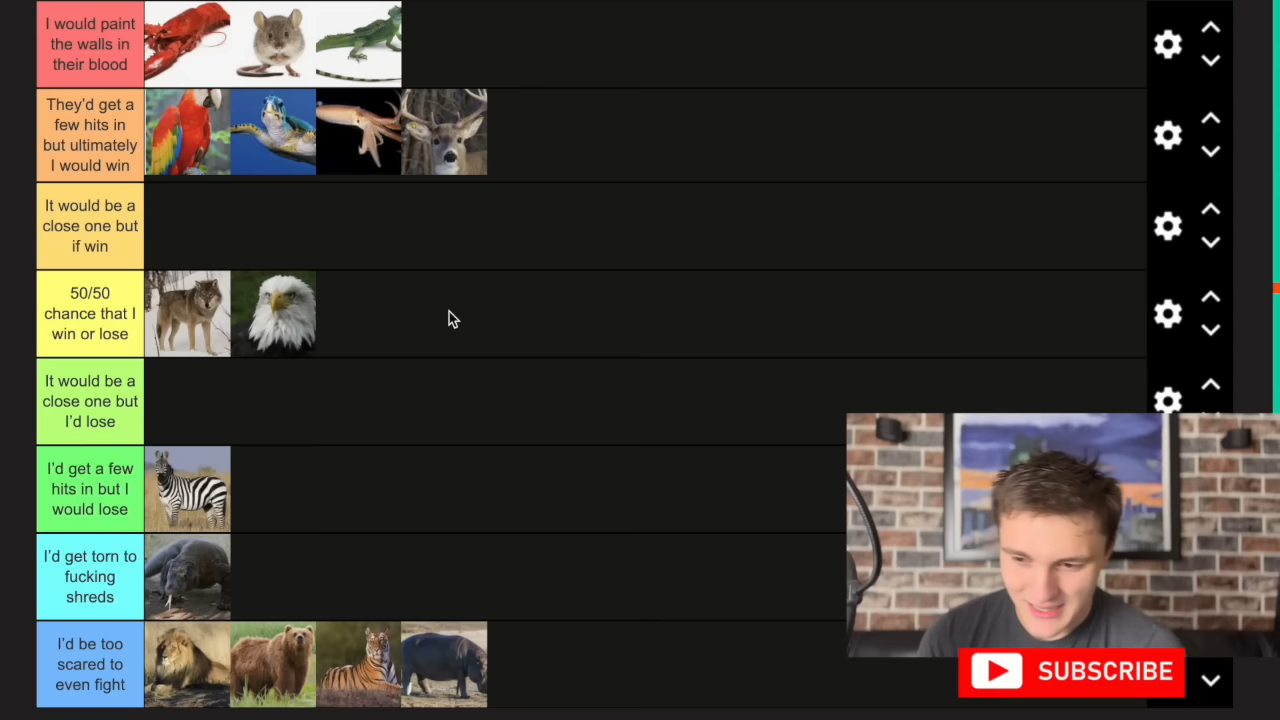 I would paint
the walls in
their blood
They'd get a
few hits in
but ultimately
I would win
It would be a
close one but
if win
50/50
chance that I
win or lose
It would be a
close one but
I'd lose
I'd get a few
hits in but I
would lose
I'd get torn to
fucking
shreds
I'd be too
scared to
even fight
SUBSCRIBE